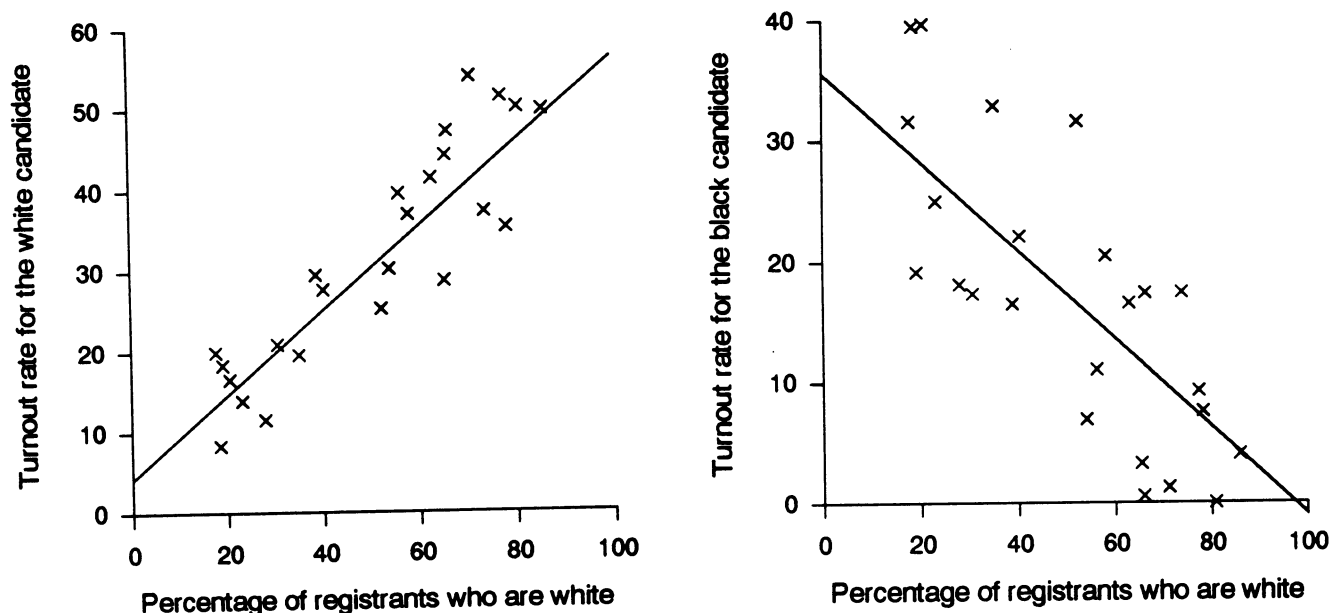 Turnout rate for the white candidate
60
50
40
30
20
10
0
0 20 40 60 80 100
Percentage of registrants who are white
Turnout rate for the black candidate
40
30
20
10
0
0 20 40 60 80 100
Percentage of registrants who are white